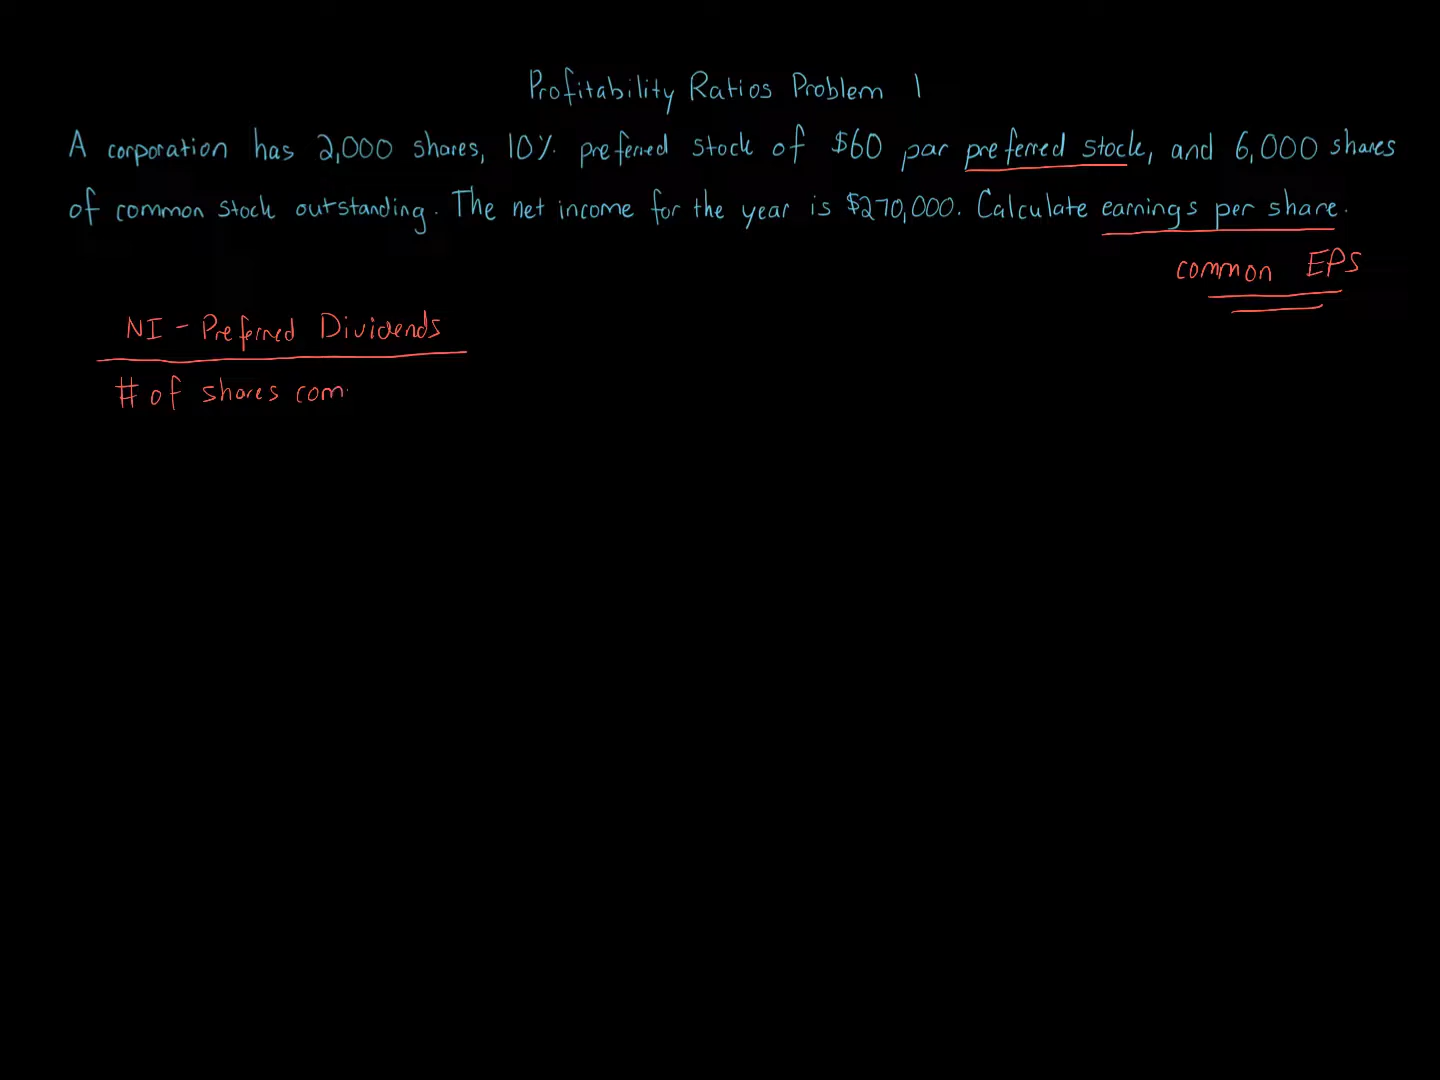 Profitability Ratios Problem 1
A corporation has 2,000 shares, 10% preferred stock of $60 par preferred stock, and 6,000 shares
of common stock outstanding. The net income for the year is $270,000. Calculate earnings per share.
common EPS
NI - Preferred Dividends
# of shares com